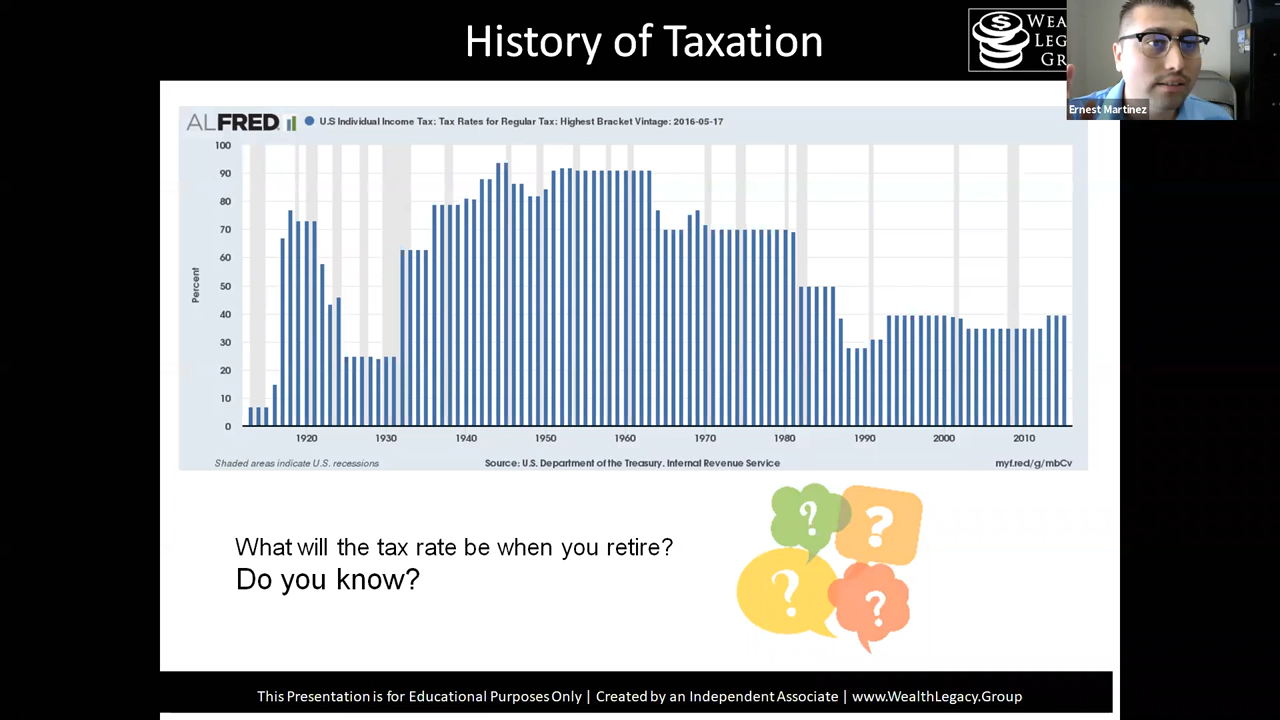 History of Taxation
WEA
LEG
GR
Ernest Martinez
ALFRED
U.S Individual Income Tax: Tax Rates for Regular Tax: Highest Bracket Vintage: 2016-05-17
100
90
80
70
60
50
40
30
20
10
0
Percent
1920 1930 1940 1950 1960 1970 1980 1990 2000 2010
Shaded areas indicate U.S. recessions
Source: U.S. Department of the Treasury. Internal Revenue Service
myf.red/g/mbCv
What will the tax rate be when you retire?
Do you know?
? ?
? ?
This Presentation is for Educational Purposes Only | Created by an Independent Associate | www.WealthLegacy.Group